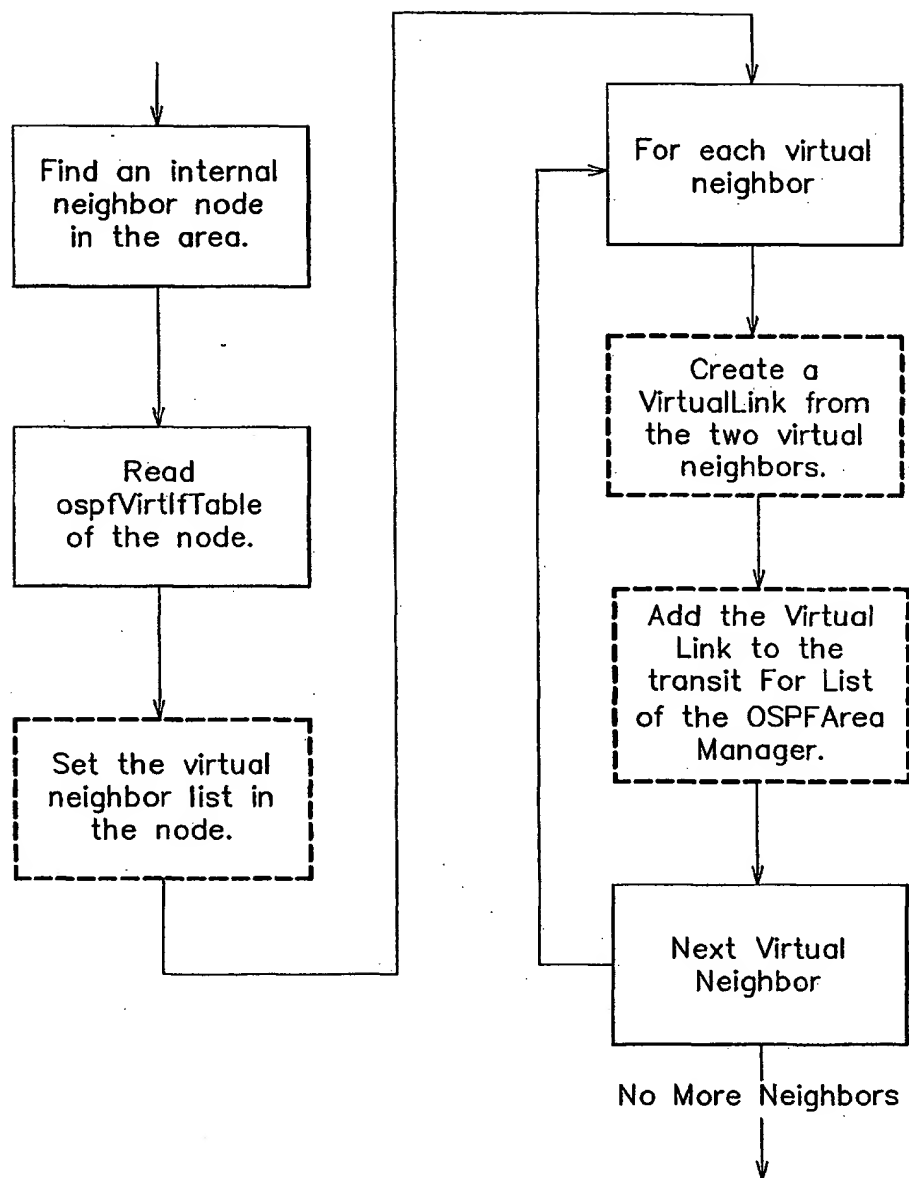 Find an internal
neighbor node
in the area.
Read
ospfVirtIfTable
of the node.
Set the virtual
neighbor list in
the node.
For each virtual
neighbor
Create a
VirtualLink from
the two virtual
neighbors.
Add the Virtual
Link to the
transit For List
of the OSPFArea
Manager.
Next Virtual
Neighbor
No More Neighbors